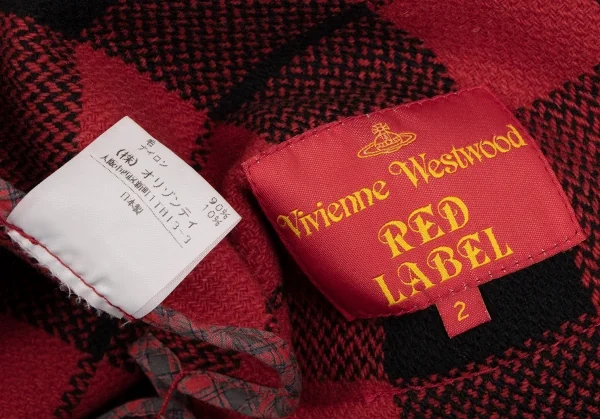 毛 90%
ナイロン 10%
(株)オリゾンティ
日本製
Vivienne Westwood
RED
LABEL
2